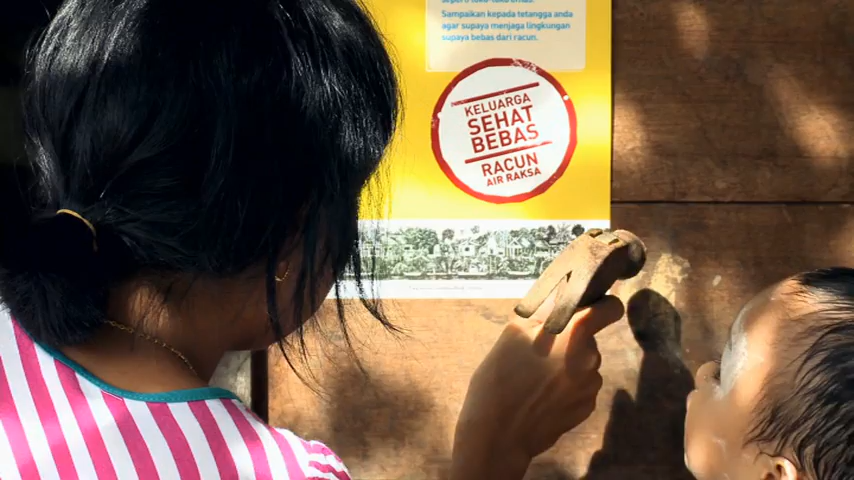 Sampaikan kepada tetangga anda
agar supaya menjaga lingkungan
supaya bebas dari racun.
KELUARGA
SEHAT
BEBAS
RACUN
AIR RAKSA